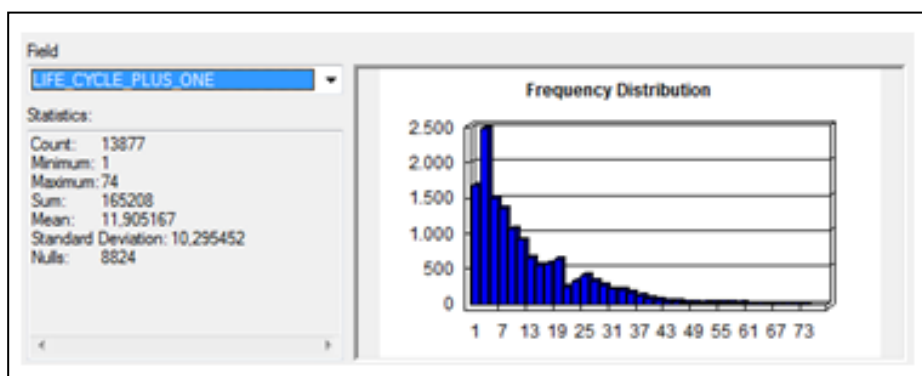 Field
LIFE_CYCLE_PLUS_ONE
Statistics:
Count: 13877
Minimum: 1
Maximum: 74
Sum: 165208
Mean: 11,905167
Standard Deviation: 10,295452
Nulls: 8824
Frequency Distribution
2.500
2.000
1.500
1.000
500
0
1 7 13 19 25 31 37 43 49 55 61 67 73